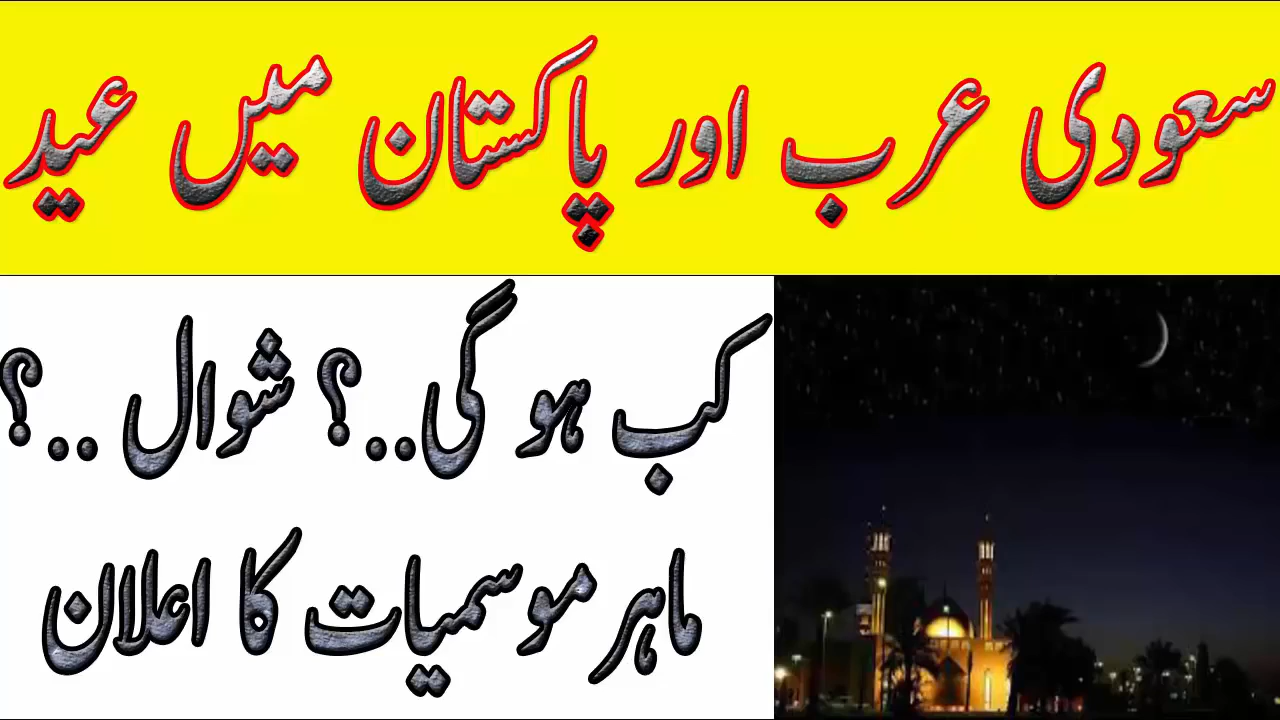 سعودی عرب اور پاکستان میں عید
کب ہو گی..؟ شوال ..؟
ماہر موسمیات کا اعلان